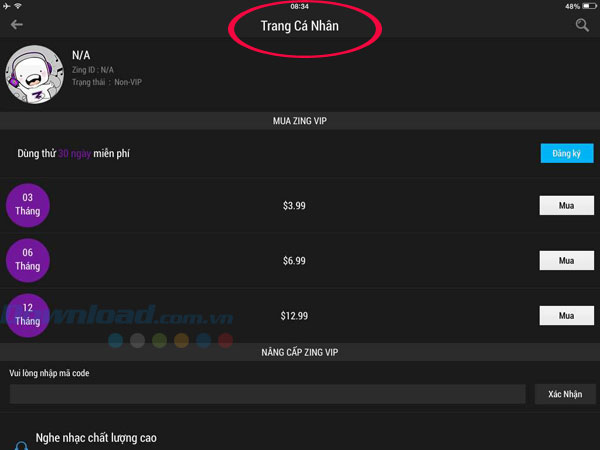 08:34
48%
Trang Cá Nhân
N/A
Zing ID : N/A
Trạng thái : Non-VIP
MUA ZING VIP
Dùng thử 30 ngày miễn phí
Đăng ký
03
Tháng
$3.99
Mua
06
Tháng
$6.99
Mua
12
Tháng
$12.99
Mua
Download.com.vn
NÂNG CẤP ZING VIP
Vui lòng nhập mã code
Xác Nhận
Nghe nhạc chất lượng cao